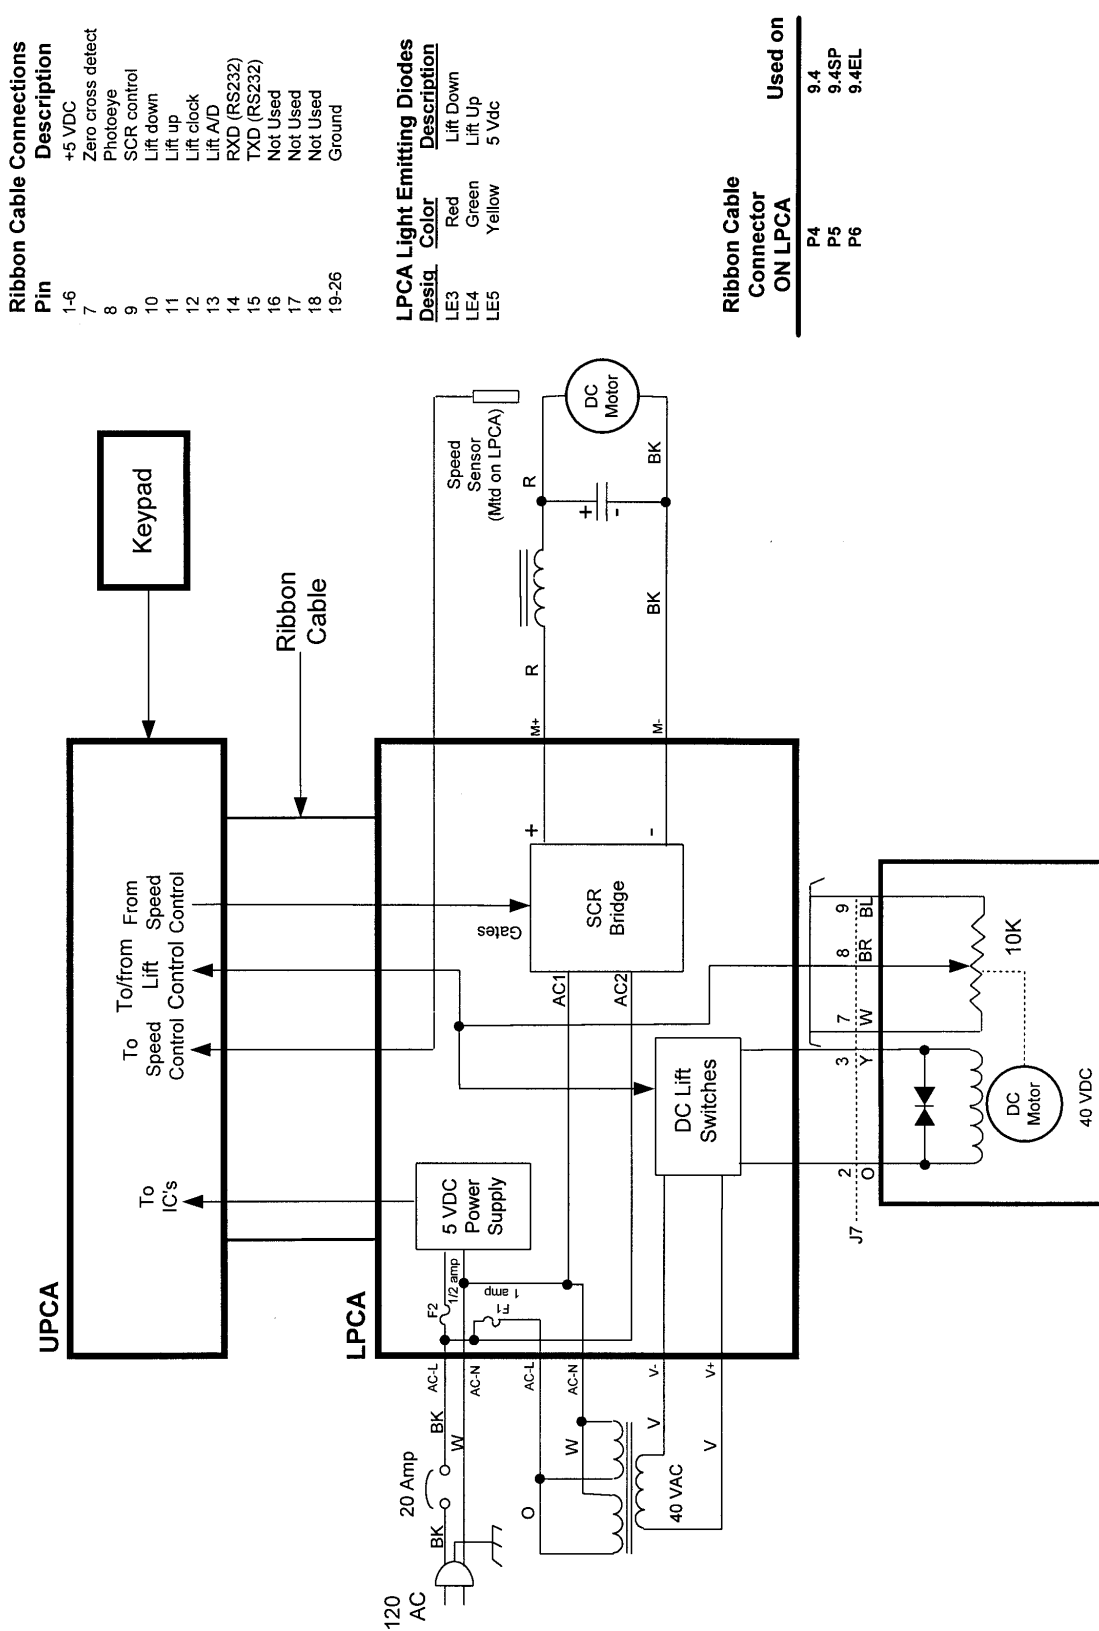 Ribbon Cable Connections
Pin Description
1-6 +5 VDC
7 Zero cross detect
8 Photoeye
9 SCR control
10 Lift down
11 Lift up
12 Lift clock
13 Lift A/D
14 RXD (RS232)
15 TXD (RS232)
16 Not Used
17 Not Used
18 Not Used
19-26 Ground
LPCA Light Emitting Diodes
Desig Color Description
LE3 Red Lift Down
LE4 Green Lift Up
LE5 Yellow 5 Vdc
Ribbon Cable
Connector
ON LPCA Used on
P4 9.4
P5 9.4SP
P6 9.4EL
Keypad
Ribbon
Cable
UPCA
To
IC's
To
Speed
Control
To/from
Lift
Control
From
Speed
Control
LPCA
5 VDC
Power
Supply
F2
1/2 amp
1 amp
F1
Gates
SCR
Bridge
+
-
AC1
AC2
DC Lift
Switches
M+
M-
R
R
BK
BK
+
-
Speed
Sensor
(Mtd on LPCA)
DC
Motor
120
AC
BK
20 Amp
BK
W
AC-L
AC-N
AC-L
AC-N
V-
V+
O
W
V
V
40 VAC
J7
2
O
3
Y
7
W
8
BR
9
BL
10K
DC
Motor
40 VDC